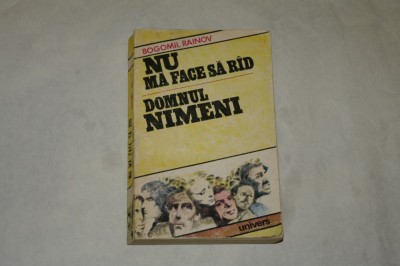 BOGOMIL RAINOV
NU
MĂ FACE SĂ RÎD
DOMNUL
NIMENI
univers